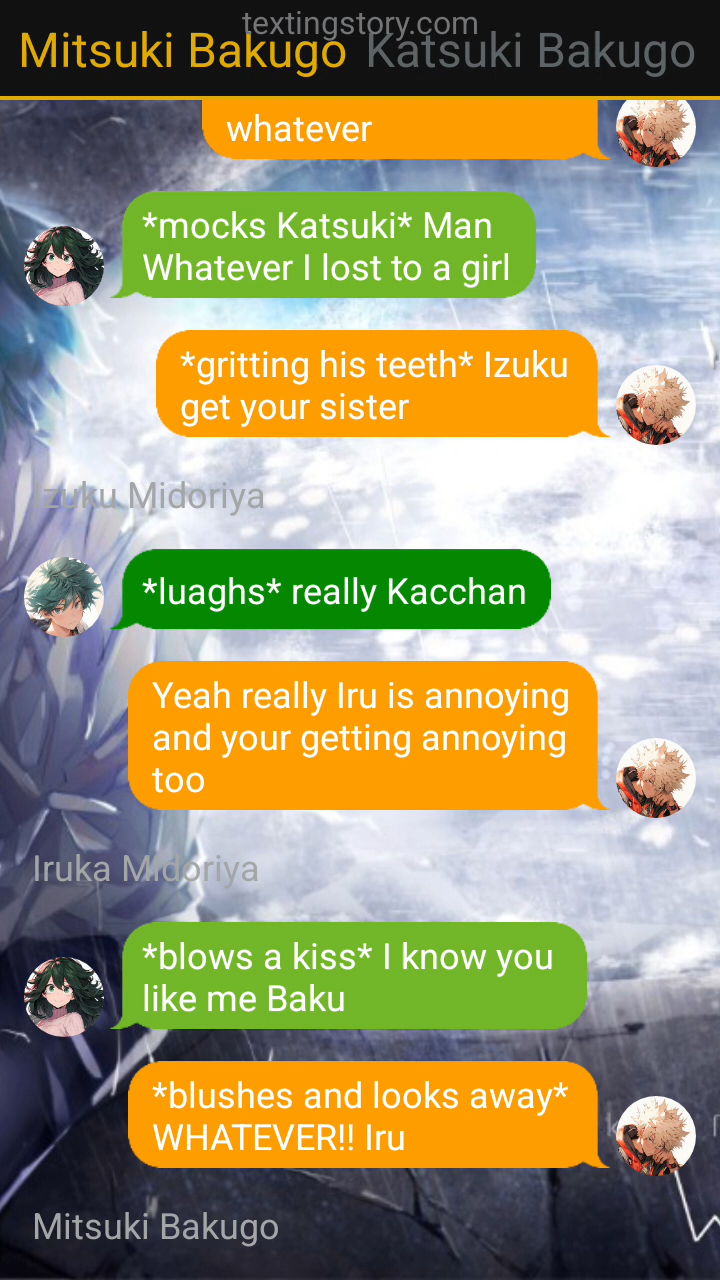 textingstory.com
Mitsuki Bakugo Katsuki Bakugo
whatever
*mocks Katsuki* Man
Whatever I lost to a girl
*gritting his teeth* Izuku
get your sister
Izuku Midoriya
*luaghs* really Kacchan
Yeah really Iru is annoying
and your getting annoying
too
Iruka Midoriya
*blows a kiss* I know you
like me Baku
*blushes and looks away*
WHATEVER!! Iru
Mitsuki Bakugo